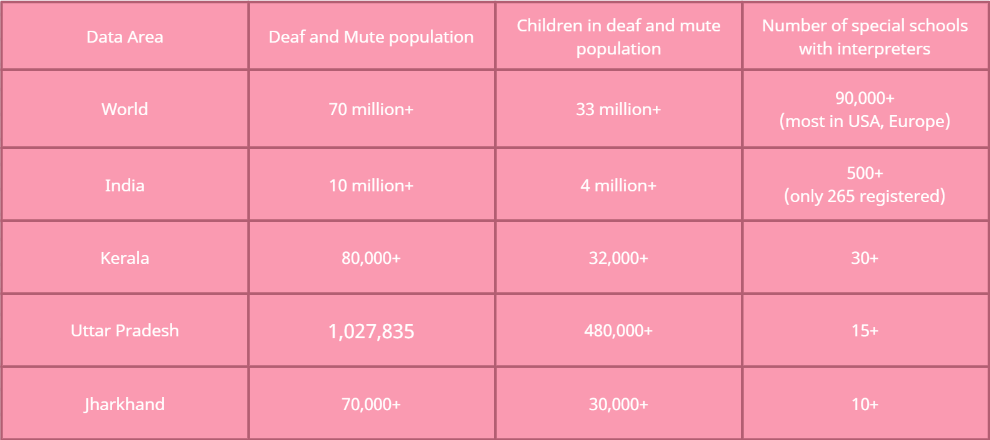 Data Area
Deaf and Mute population
Children in deaf and mute
population
Number of special schools
with interpreters
World
70 million+
33 million+
90,000+
(most in USA, Europe)
India
10 million+
4 million+
500+
(only 265 registered)
Kerala
80,000+
32,000+
30+
Uttar Pradesh
1,027,835
480,000+
15+
Jharkhand
70,000+
30,000+
10+